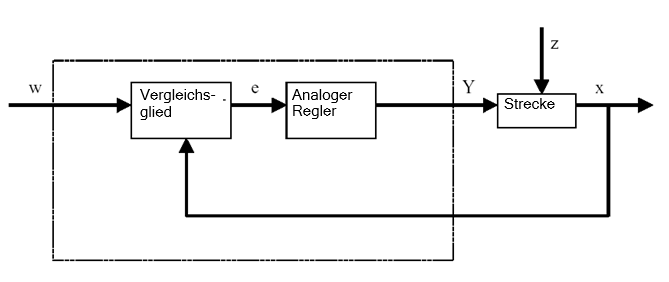 z
w
e
Y
x
Vergleichs-
glied
Analoger
Regler
Strecke